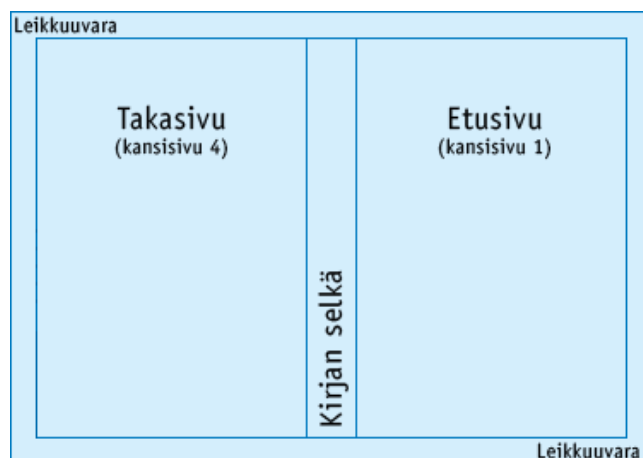 Leikkuuvara
Takasivu
(kansisivu 4)
Etusivu
(kansisivu 1)
Kirjan selkä
Leikkuuvara